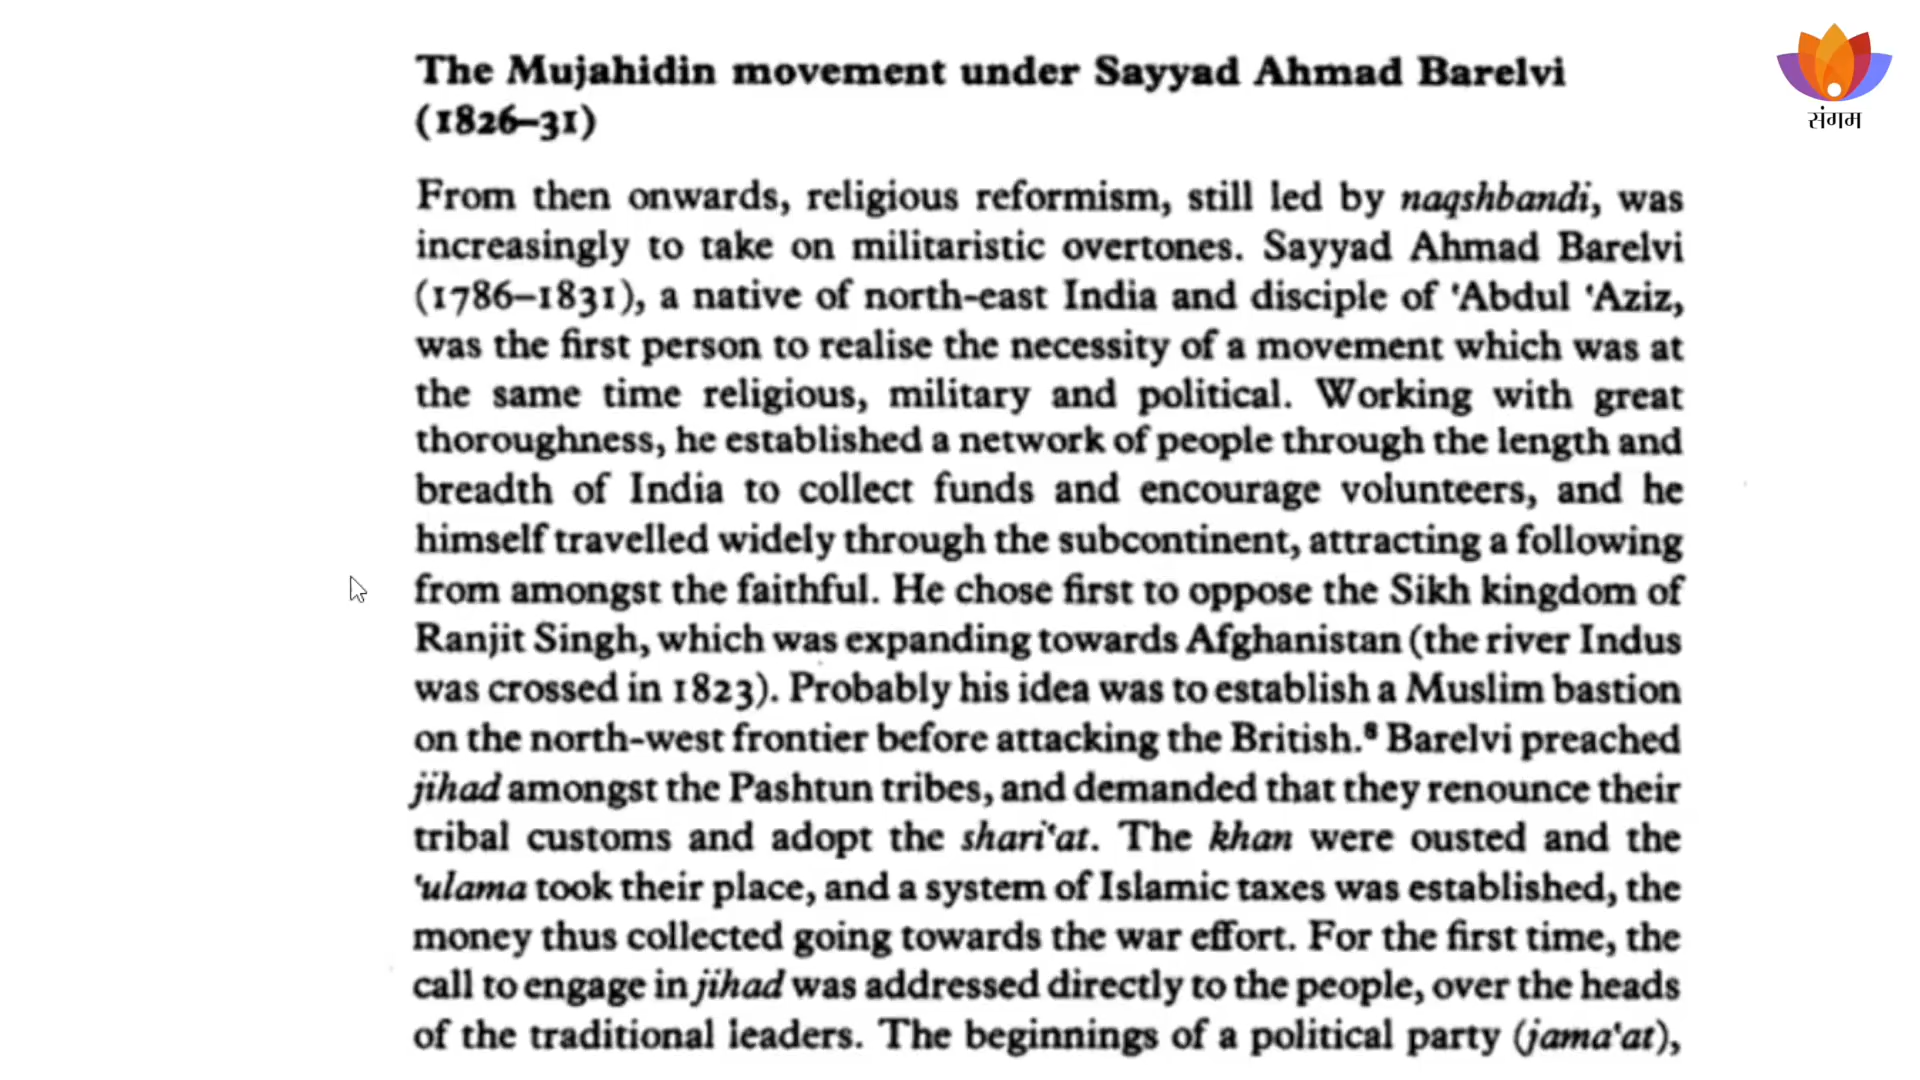 The Mujahidin movement under Sayyad Ahmad Barelvi
(1826–31)
संगम
From then onwards, religious reformism, still led by naqshbandi, was
increasingly to take on militaristic overtones. Sayyad Ahmad Barelvi
(1786–1831), a native of north-east India and disciple of ‘Abdul ‘Aziz,
was the first person to realise the necessity of a movement which was at
the same time religious, military and political. Working with great
thoroughness, he established a network of people through the length and
breadth of India to collect funds and encourage volunteers, and he
himself travelled widely through the subcontinent, attracting a following
from amongst the faithful. He chose first to oppose the Sikh kingdom of
Ranjit Singh, which was expanding towards Afghanistan (the river Indus
was crossed in 1823). Probably his idea was to establish a Muslim bastion
on the north-west frontier before attacking the British.⁸ Barelvi preached
jihad amongst the Pashtun tribes, and demanded that they renounce their
tribal customs and adopt the shari‘at. The khan were ousted and the
‘ulama took their place, and a system of Islamic taxes was established, the
money thus collected going towards the war effort. For the first time, the
call to engage in jihad was addressed directly to the people, over the heads
of the traditional leaders. The beginnings of a political party (jama‘at),